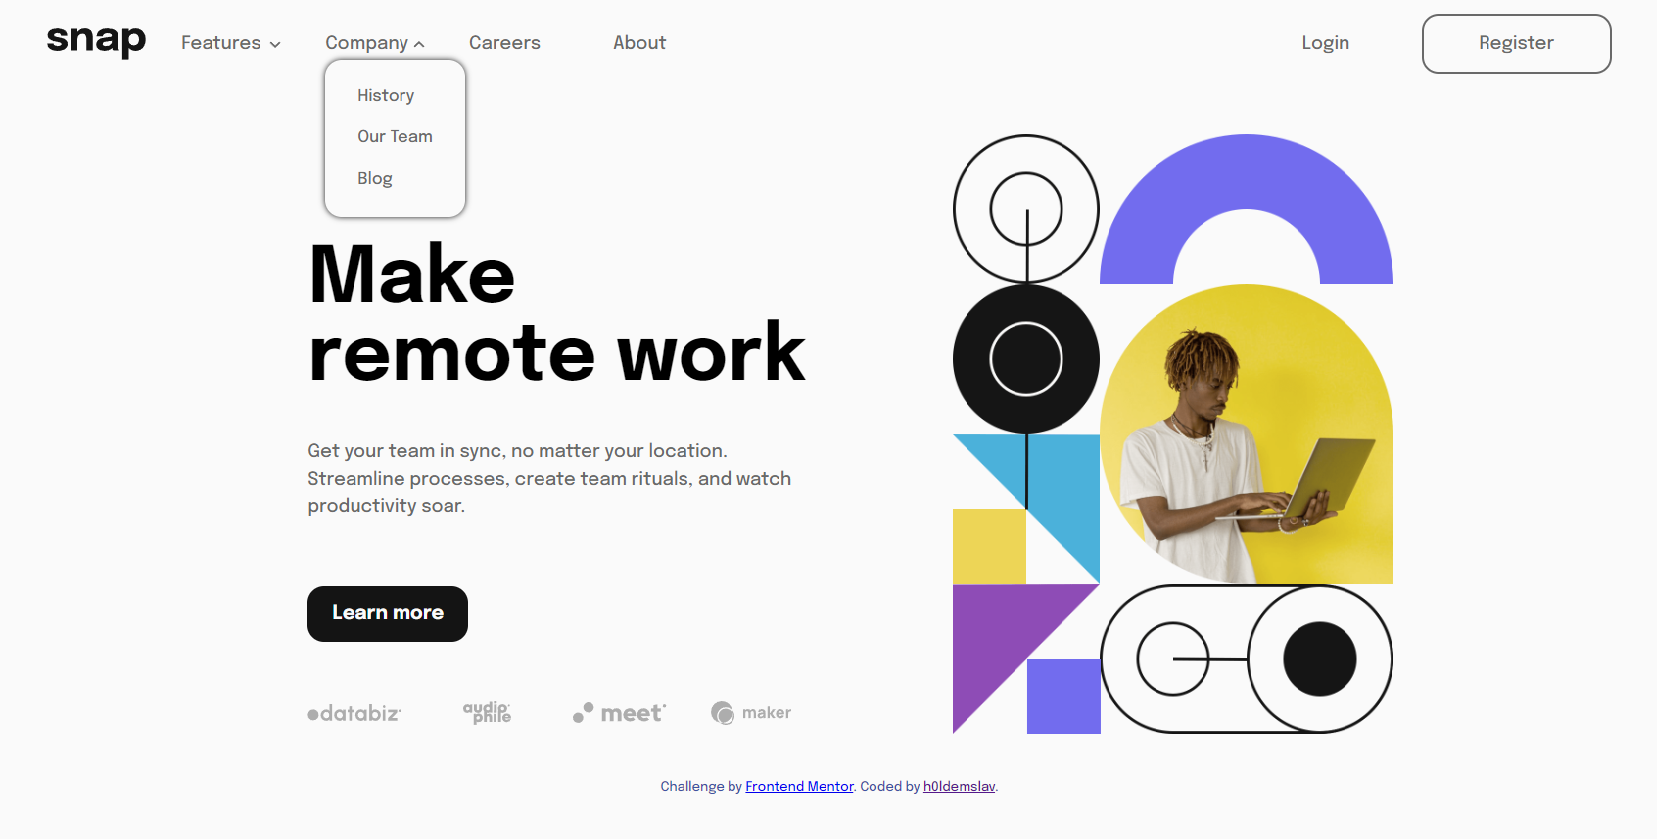 snap
Features
Company
Careers
About
Login
Register
History
Our Team
Blog
Make
remote work
Get your team in sync, no matter your location.
Streamline processes, create team rituals, and watch
productivity soar.
Learn more
databiz
audio
phile
meet
maker
Challenge by Frontend Mentor. Coded by h0ldemslav.